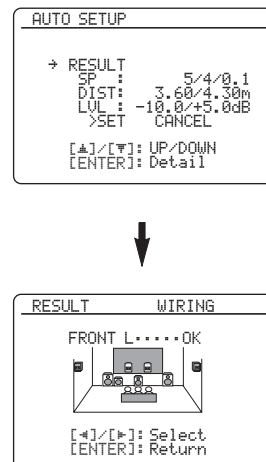 AUTO SETUP
→ RESULT
SP : 5/4/0.1
DIST: 3.60/4.30m
LVL : -10.0/+5.0dB
>SET CANCEL
[▲]/[▼]: UP/DOWN
[ENTER]: Detail
RESULT WIRING
FRONT L·····OK
[◄]/[►]: Select
[ENTER]: Return